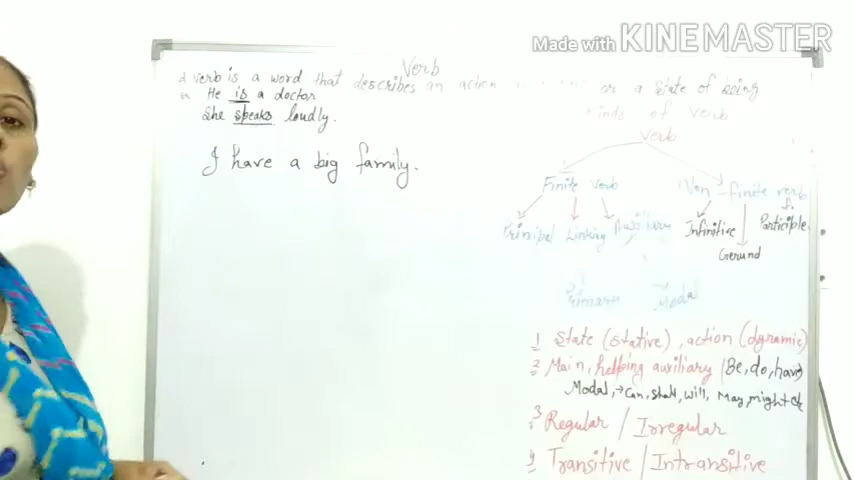 Made with KINEMASTER
Verb
A verb is a word that describes an action or a state of being
He is a doctor
She speaks loudly.
I have a big family.
Kinds of Verb
Verb
Finite verb
Non-finite verb
Principal Linking Auxiliary
Infinitive Gerund Participle
Primary Modal
1 State (stative), action (dynamic)
2 Main, helping auxiliary (Be, do, have)
Modal, → Can, shall, will, May, might etc
3 Regular / Irregular
4 Transitive / Intransitive